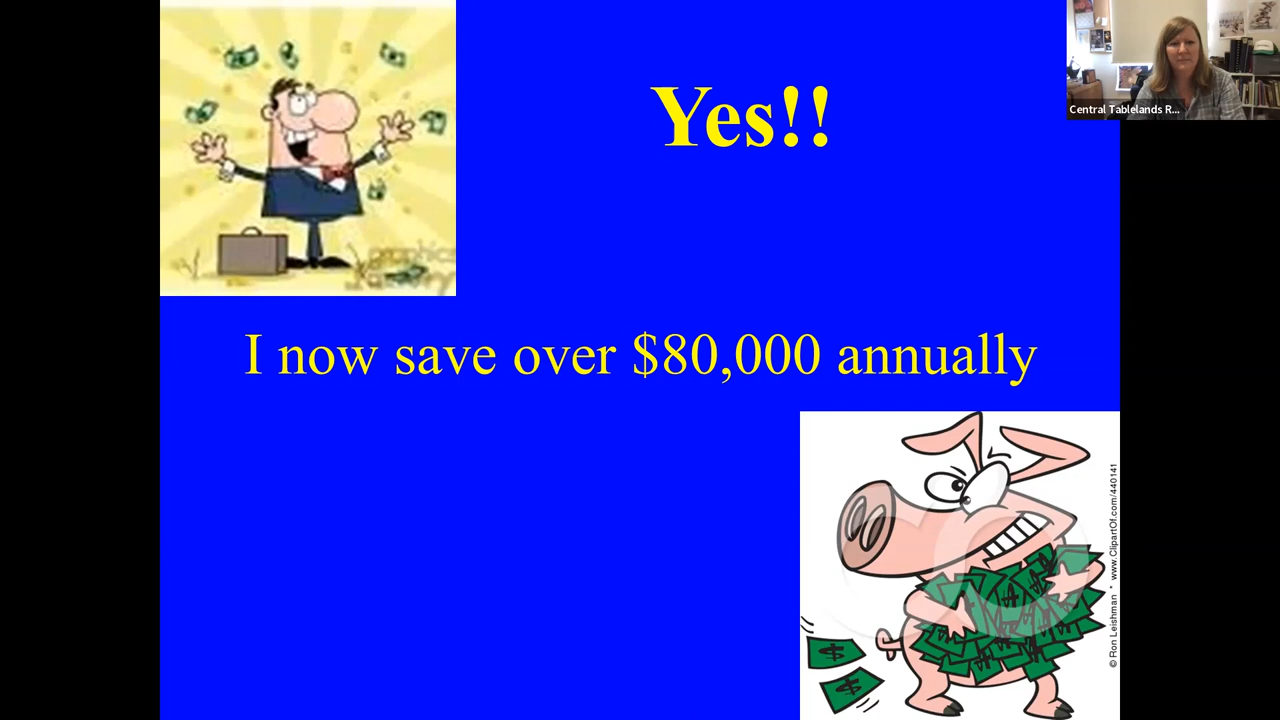 Yes!!
Central Tablelands R...
I now save over $80,000 annually
© Ron Leishman * www.ClipartOf.com/440141